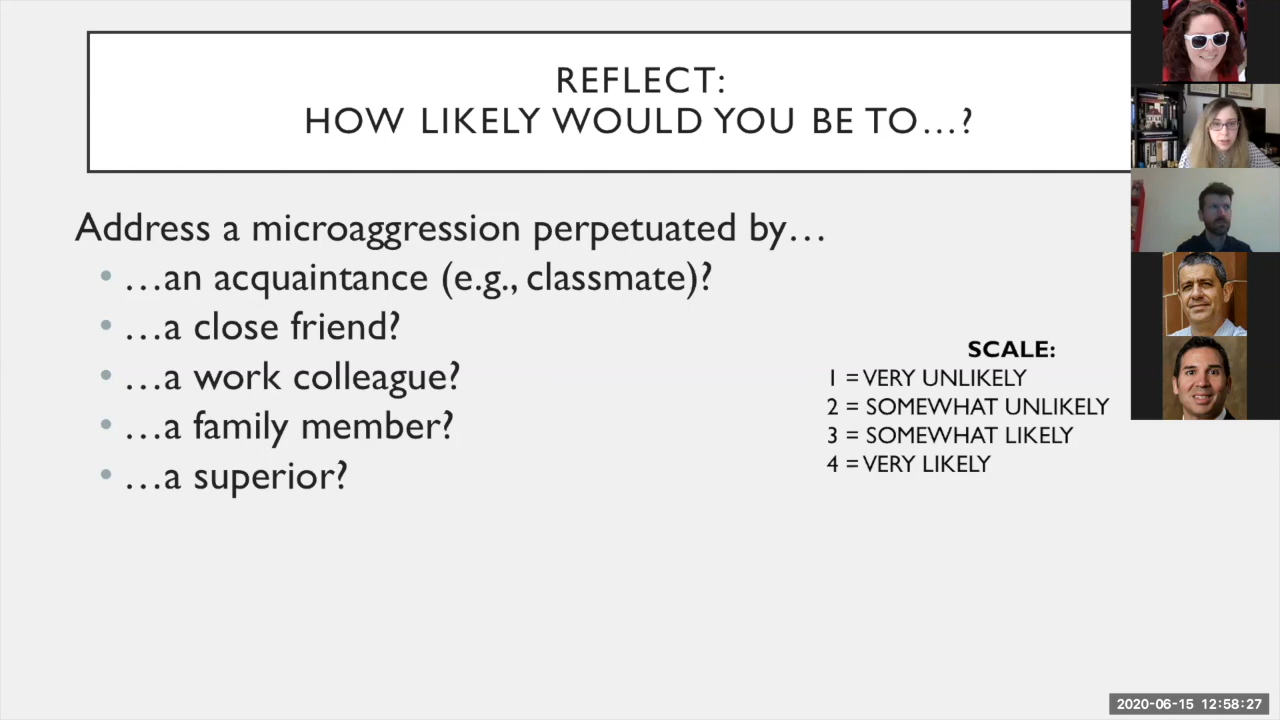 REFLECT:
HOW LIKELY WOULD YOU BE TO…?
Address a microaggression perpetuated by…
• …an acquaintance (e.g., classmate)?
• …a close friend?
• …a work colleague?
• …a family member?
• …a superior?
SCALE:
1 = VERY UNLIKELY
2 = SOMEWHAT UNLIKELY
3 = SOMEWHAT LIKELY
4 = VERY LIKELY
2020-06-15 12:58:27